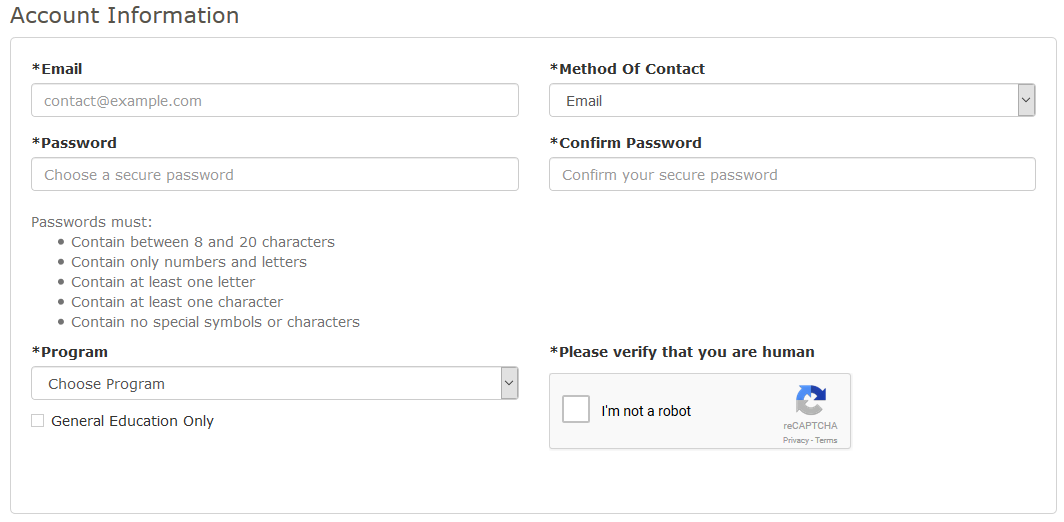 Account Information
*Email
*Method Of Contact
contact@example.com
Email
*Password
*Confirm Password
Choose a secure password
Confirm your secure password
Passwords must:
Contain between 8 and 20 characters
Contain only numbers and letters
Contain at least one letter
Contain at least one character
Contain no special symbols or characters
*Program
*Please verify that you are human
Choose Program
I'm not a robot
reCAPTCHA
Privacy - Terms
General Education Only